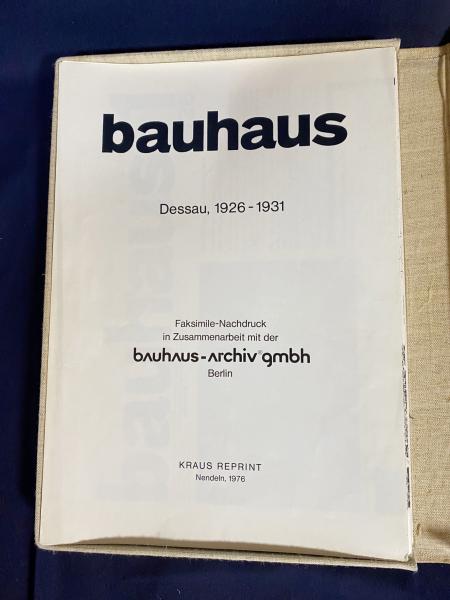 bauhaus
Dessau, 1926 - 1931
Faksimile-Nachdruck
in Zusammenarbeit mit der
bauhaus-archiv® gmbh
Berlin
KRAUS REPRINT
Nendeln, 1976